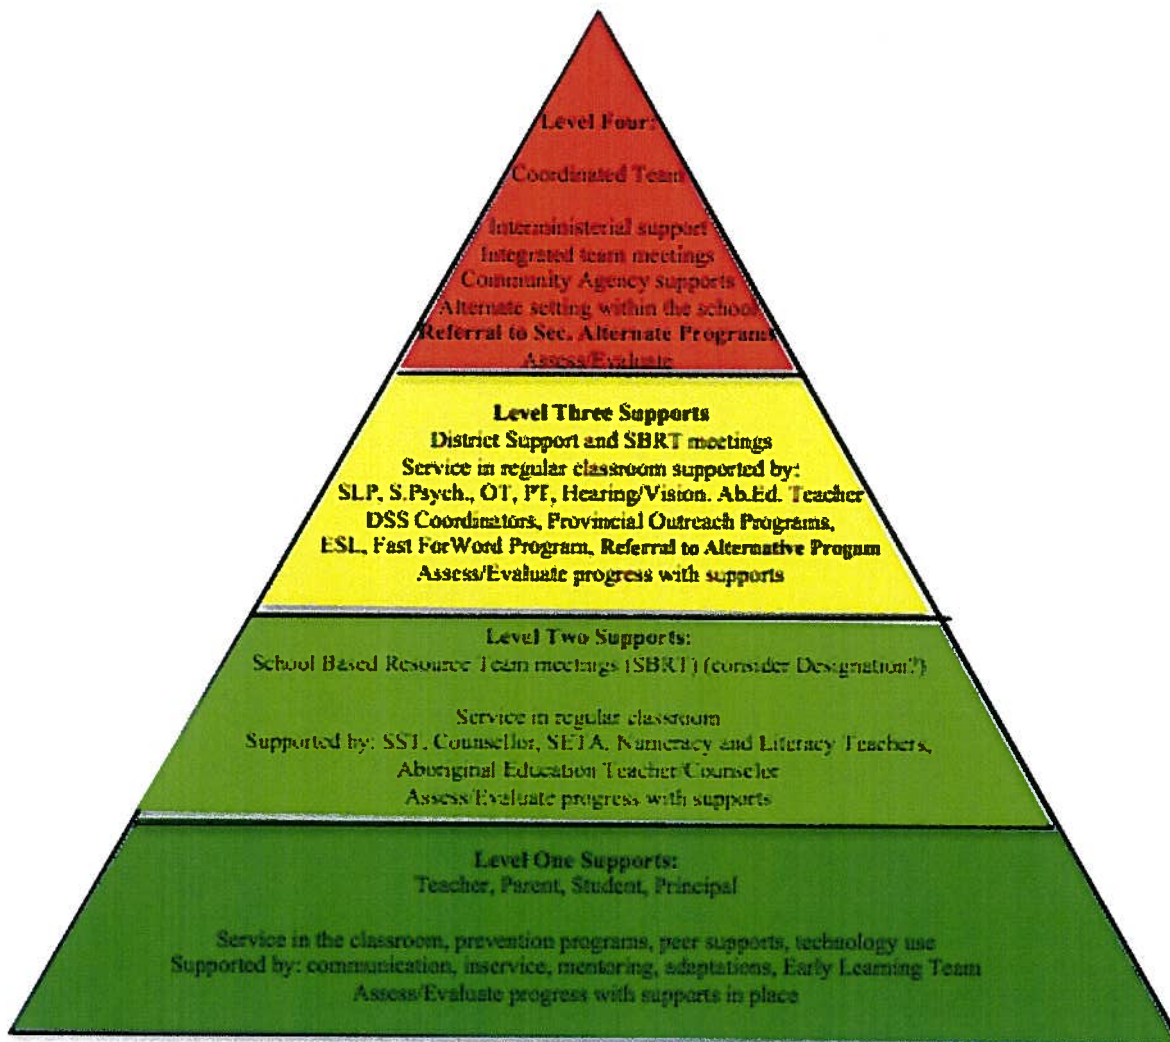 Level Four:
Coordinated Team
Interministerial support
Integrated team meetings
Community Agency supports
Alternate setting within the school
Referral to Sec. Alternate Programs
Assess/Evaluate
Level Three Supports
District Support and SBRT meetings
Service in regular classroom supported by:
SLP, S.Psych., OT, PT, Hearing/Vision. Ab.Ed. Teacher
DSS Coordinators, Provincial Outreach Programs,
ESL, Fast ForWord Program, Referral to Alternative Progam
Assess/Evaluate progress with supports
Level Two Supports:
School Based Resource Team meetings (SBRT) (consider Designation?)
Service in regular classroom
Supported by: SST, Counsellor, SETA, Numeracy and Literacy Teachers,
Aboriginal Education Teacher/Counselor
Assess/Evaluate progress with supports
Level One Supports:
Teacher, Parent, Student, Principal
Service in the classroom, prevention programs, peer supports, technology use
Supported by: communication, inservice, mentoring, adaptations, Early Learning Team
Assess/Evaluate progress with supports in place